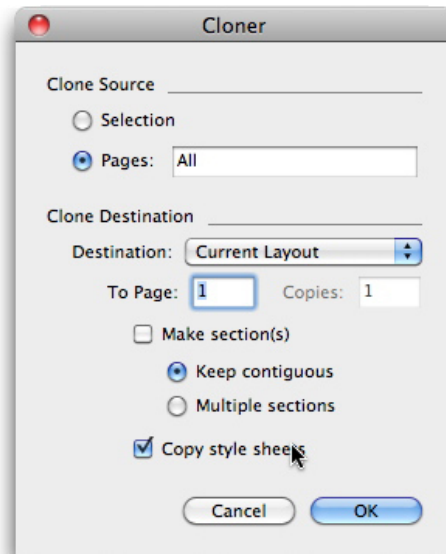 Cloner
Clone Source
Selection
Pages: All
Clone Destination
Destination: Current Layout
To Page: 1 Copies: 1
Make section(s)
Keep contiguous
Multiple sections
Copy style sheets
Cancel OK